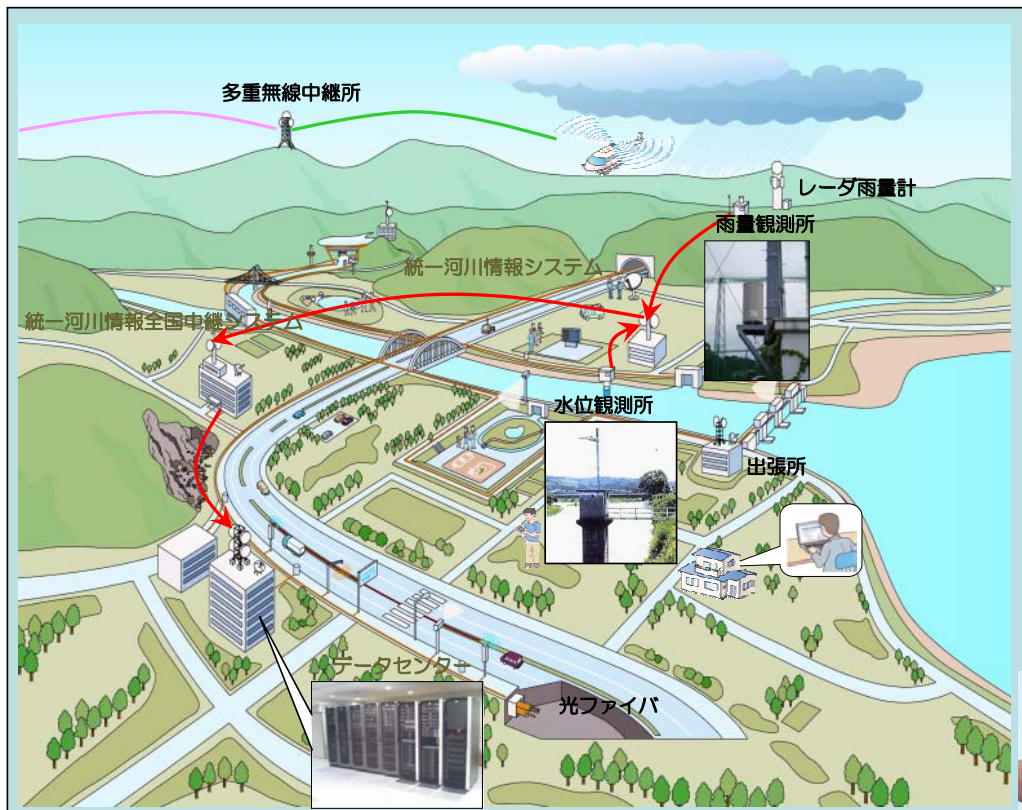 多重無線中継所
レーダ雨量計
雨量観測所
統一河川情報システム
統一河川情報全国中継システム
水位観測所
出張所
データセンター
光ファイバ